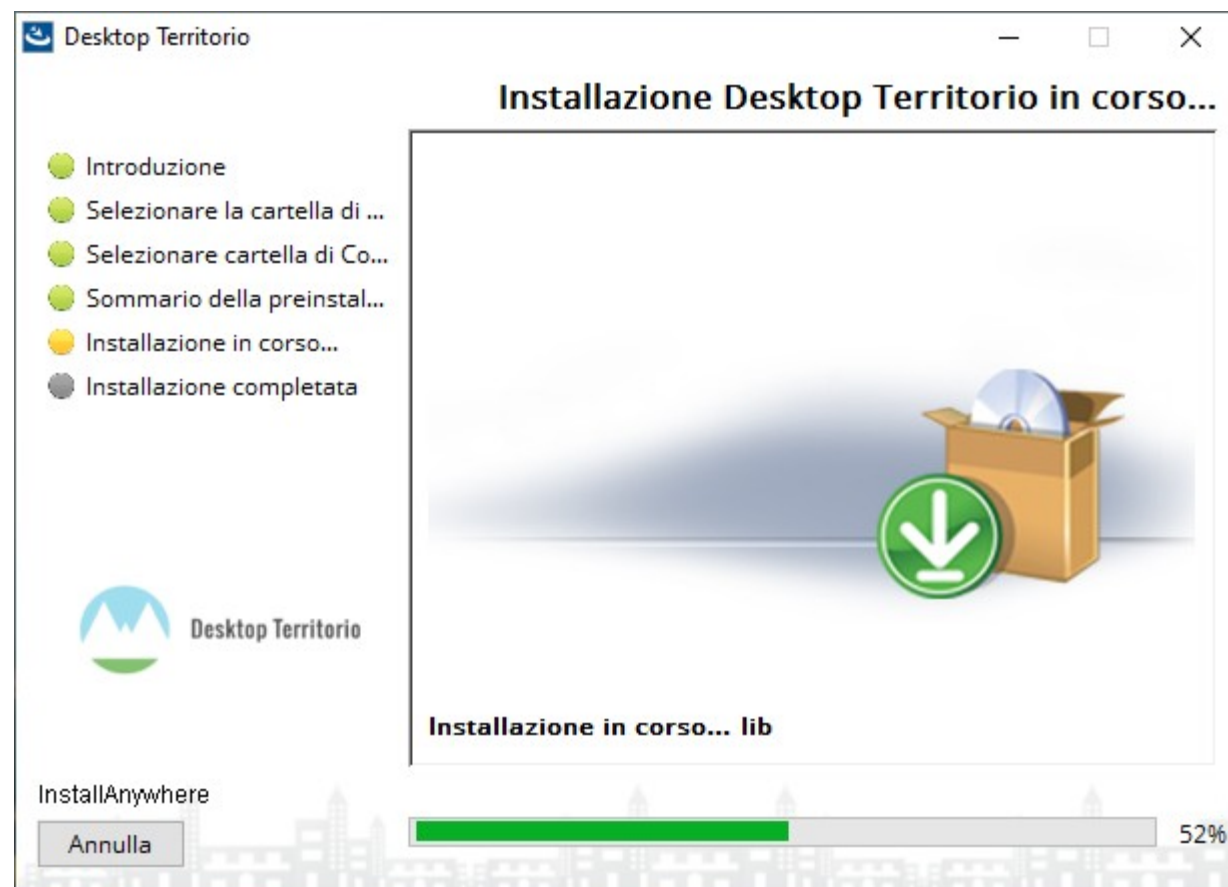 Desktop Territorio
Installazione Desktop Territorio in corso...
Introduzione
Selezionare la cartella di ...
Selezionare cartella di Co...
Sommario della preinstal...
Installazione in corso...
Installazione completata
Desktop Territorio
Installazione in corso... lib
InstallAnywhere
Annulla
52%